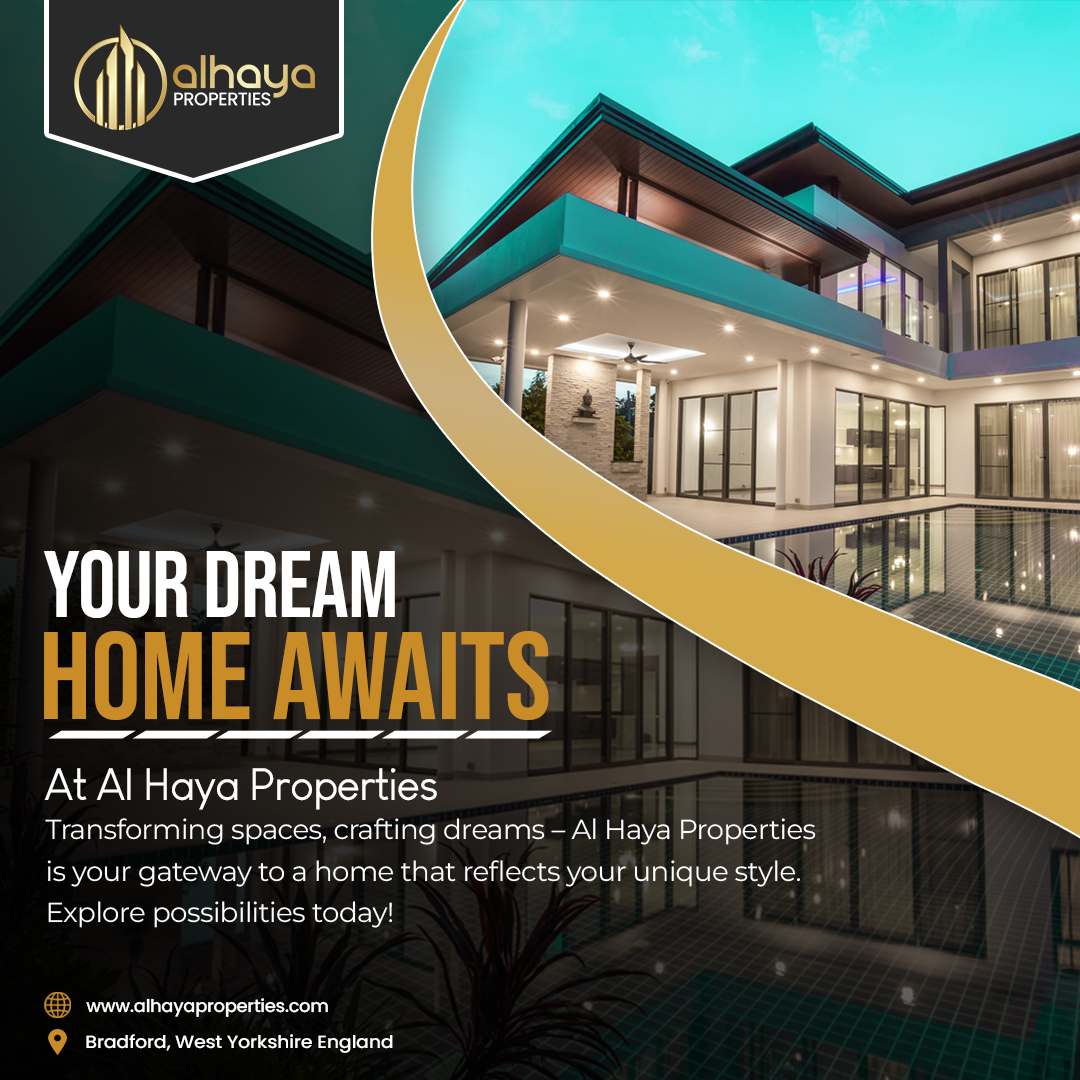 alhaya
PROPERTIES
YOUR DREAM
HOME AWAITS
At Al Haya Properties
Transforming spaces, crafting dreams – Al Haya Properties
is your gateway to a home that reflects your unique style.
Explore possibilities today!
www.alhayaproperties.com
Bradford, West Yorkshire England